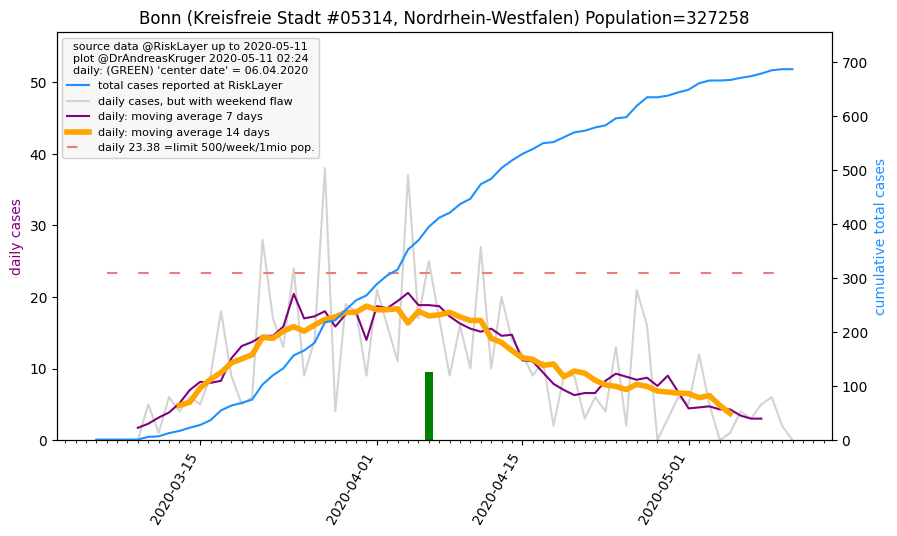 Bonn (Kreisfreie Stadt #05314, Nordrhein-Westfalen) Population=327258
source data @RiskLayer up to 2020-05-11
plot @DrAndreasKruger 2020-05-11 02:24
daily: (GREEN) 'center date' = 06.04.2020
total cases reported at RiskLayer
daily cases, but with weekend flaw
daily: moving average 7 days
daily: moving average 14 days
daily 23.38 =limit 500/week/1mio pop.
daily cases
50
40
30
20
10
0
700
600
500
400
300
200
100
0
cumulative total cases
2020-03-15
2020-04-01
2020-04-15
2020-05-01